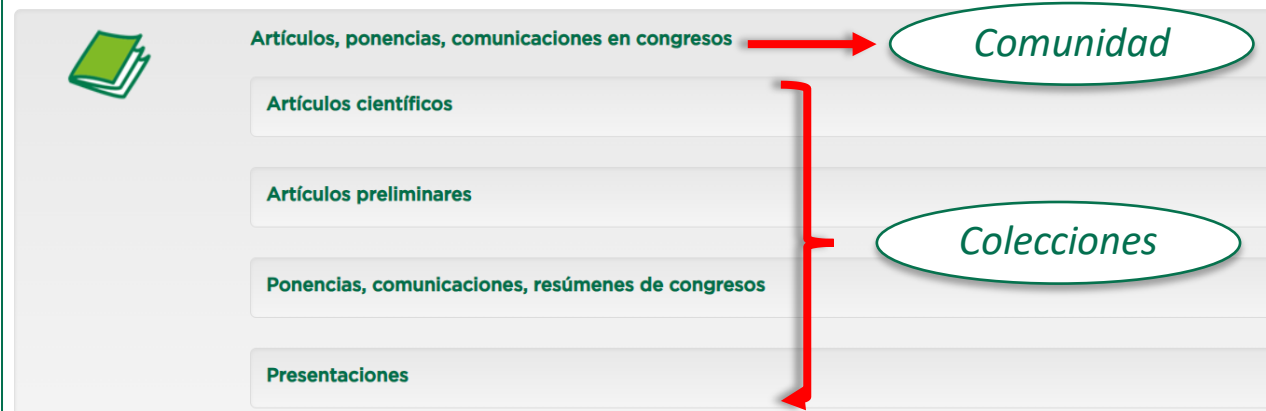 Artículos, ponencias, comunicaciones en congresos
Comunidad
Artículos científicos
Artículos preliminares
Colecciones
Ponencias, comunicaciones, resúmenes de congresos
Presentaciones